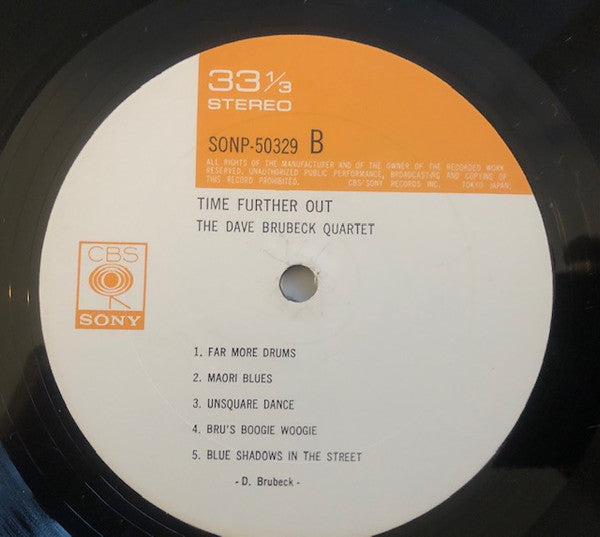 33 1/3
STEREO
SONP-50329 B
ALL RIGHTS OF THE MANUFACTURER AND OF THE OWNER OF THE RECORDED WORK
RESERVED. UNAUTHORIZED PUBLIC PERFORMANCE, BROADCASTING AND COPYING OF
THIS RECORD PROHIBITED. CBS/SONY RECORDS INC. TOKYO JAPAN
TIME FURTHER OUT
THE DAVE BRUBECK QUARTET
CBS
SONY
1. FAR MORE DRUMS
2. MAORI BLUES
3. UNSQUARE DANCE
4. BRU'S BOOGIE WOOGIE
5. BLUE SHADOWS IN THE STREET
- D. Brubeck -